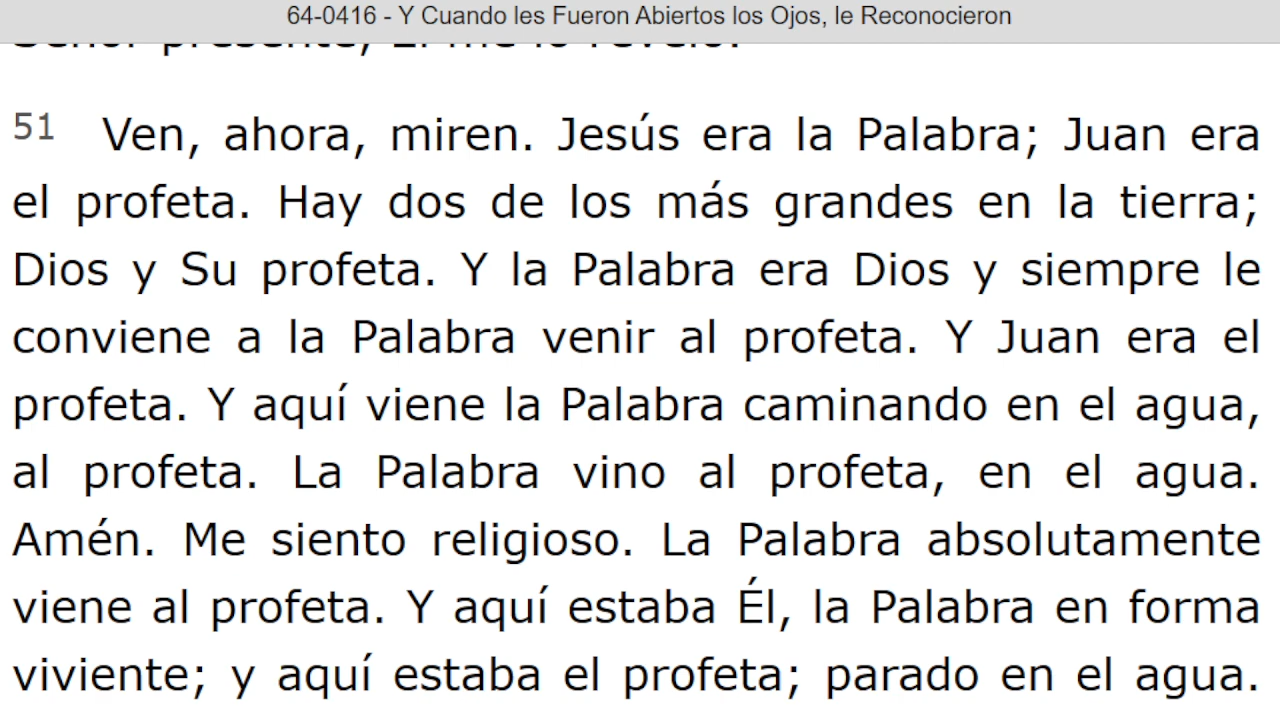 64-0416 - Y Cuando les Fueron Abiertos los Ojos, le Reconocieron
51 Ven, ahora, miren. Jesús era la Palabra; Juan era
el profeta. Hay dos de los más grandes en la tierra;
Dios y Su profeta. Y la Palabra era Dios y siempre le
conviene a la Palabra venir al profeta. Y Juan era el
profeta. Y aquí viene la Palabra caminando en el agua,
al profeta. La Palabra vino al profeta, en el agua.
Amén. Me siento religioso. La Palabra absolutamente
viene al profeta. Y aquí estaba Él, la Palabra en forma
viviente; y aquí estaba el profeta; parado en el agua.